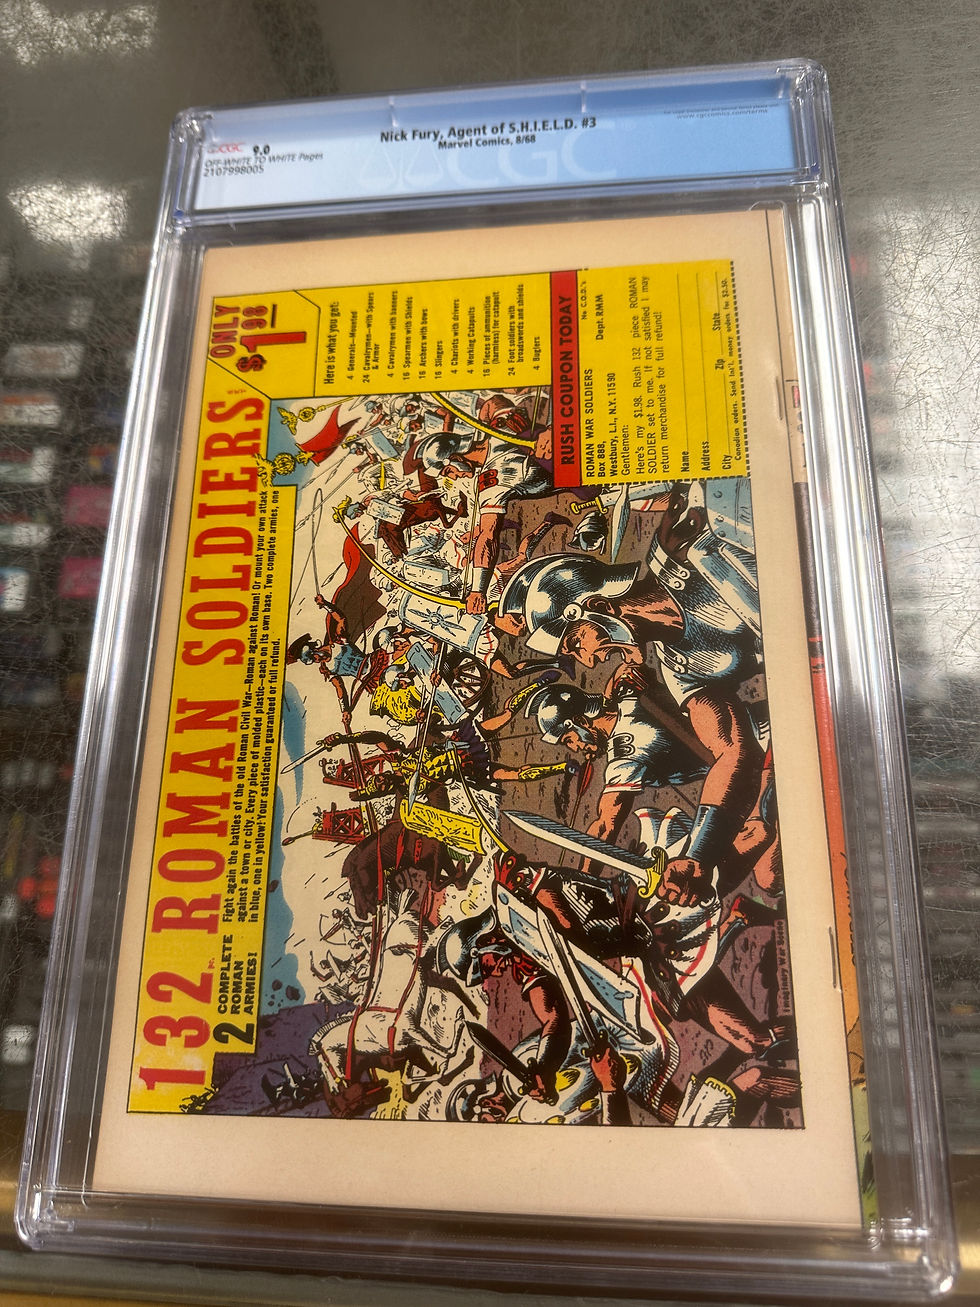 Nick Fury, Agent of S.H.I.E.L.D. #3
Marvel Comics, 8/68
www.cgccomics.com/terms
CGC 9.0
OFF-WHITE TO WHITE Pages
2107998005
CGC
132 PC. ROMAN SOLDIERS
ONLY
$1.98
2 COMPLETE
ROMAN
ARMIES!
Fight again the battles of the old Roman Civil War—Roman against Roman! Or mount your own attack
against a town or city. Every piece of molded plastic—each on its own base. Two complete armies, one
in blue, one in yellow! Your satisfaction guaranteed or full refund.
Here is what you get:
4 Generals—Mounted
24 Cavalrymen—with Spears
& Armor
4 Cavalrymen with banners
16 Spearmen with Shields
16 Archers with bows
16 Slingers
4 Chariots with drivers
4 Working Catapults
16 Pieces of ammunition
(harmless) for catapult
24 Foot soldiers with
broadswords and shields
4 Buglers
RUSH COUPON TODAY
ROMAN WAR SOLDIERS No C.O.D.'s
Box 888, Dept. RMM
Westbury, L.I., N.Y. 11590
Gentlemen:
Here's my $1.98. Rush 132 piece ROMAN
SOLDIER set to me. If not satisfied I may
return merchandise for full refund!
Name
Address
City Zip State
Canadian orders. Send Int'l. money orders for $2.50.
Imaginary War Scene